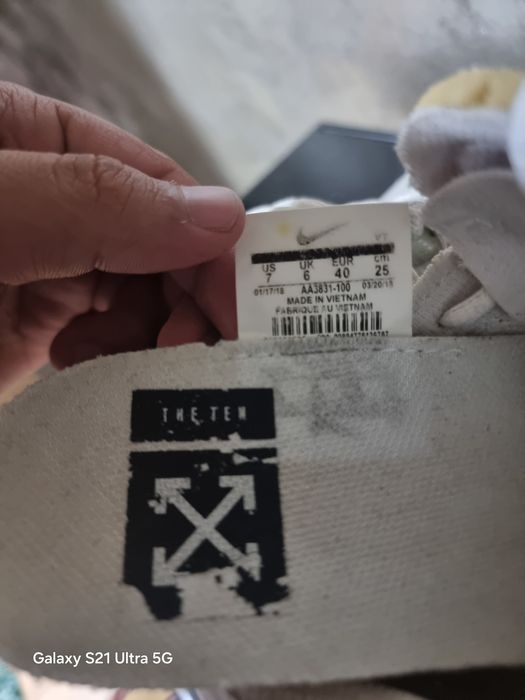 US UK EUR cm
7 6 40 25
01/17/18 AA3831-100 03/20/18
MADE IN VIETNAM
FABRIQUE AU VIETNAM
THE TEN
Galaxy S21 Ultra 5G